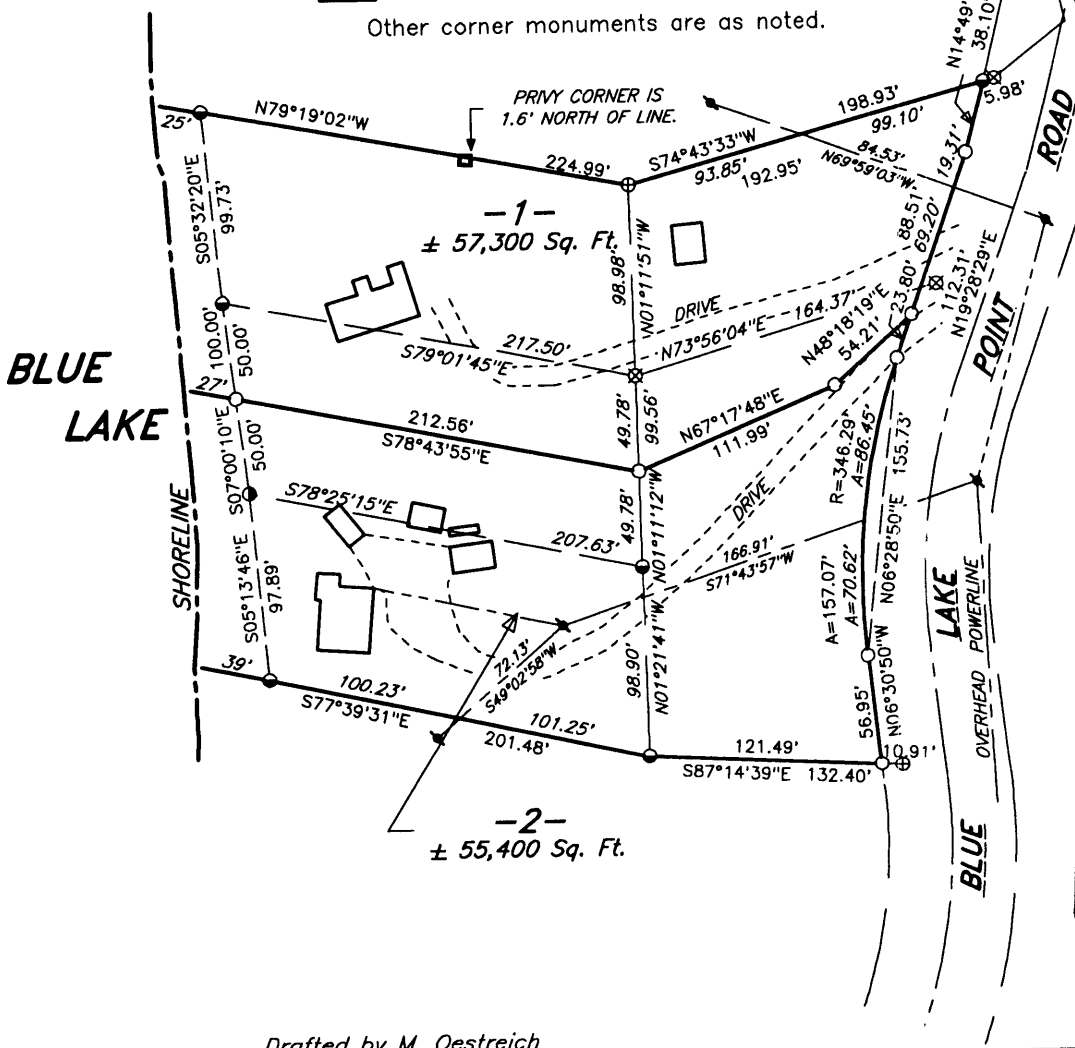 Other corner monuments are as noted.
N14°49'
38.10'
5.98'
PRIVY CORNER IS
1.6' NORTH OF LINE.
N79°19'02"W
224.99'
25'
198.93'
S74°43'33"W
99.10'
93.85'
192.95'
84.53'
N69°59'03"W
19.31'
88.51'
69.20'
ROAD
S05°32'20"E
99.73'
-1-
± 57,300 Sq. Ft.
98.98'
N01°11'51"W
DRIVE
23.80'
112.31'
N19°28'29"E
164.37'
N73°56'04"E
N48°18'19"E
54.21'
POINT
217.50'
S79°01'45"E
100.00'
50.00'
BLUE
LAKE
27'
212.56'
S78°43'55"E
49.78'
99.56'
N67°17'48"E
111.99'
R=346.29'
A=86.45'
155.73'
S07°00'10"E
50.00'
S78°25'15"E
207.63'
49.78'
N01°11'12"W
DRIVE
166.91'
S71°43'57"W
N06°28'50"E
A=157.07'
A=70.62'
SHORELINE
S05°13'46"E
97.89'
LAKE
OVERHEAD POWERLINE
72.13'
S49°02'58"W
98.90'
N01°21'41"W
39'
100.23'
S77°39'31"E
101.25'
201.48'
56.95'
N06°30'50"W
121.49'
10.91'
S87°14'39"E 132.40'
-2-
± 55,400 Sq. Ft.
BLUE
Drafted by M. Oestreich